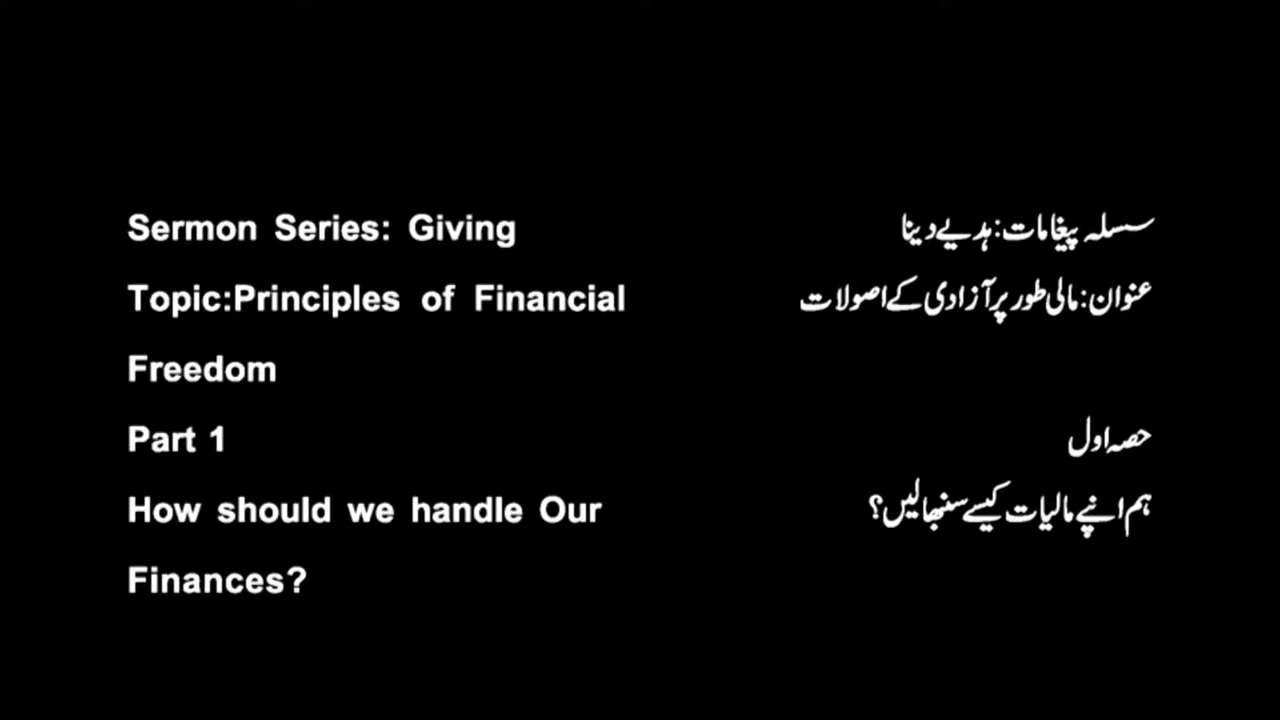 Sermon Series: Giving
سلسلہ پیغامات: ہدیے دینا
Topic:Principles of Financial
عنوان: مالی طور پر آزادی کے اصولات
Freedom
Part 1
حصہ اول
How should we handle Our
ہم اپنے مالیات کیسے سنبھالیں؟
Finances?